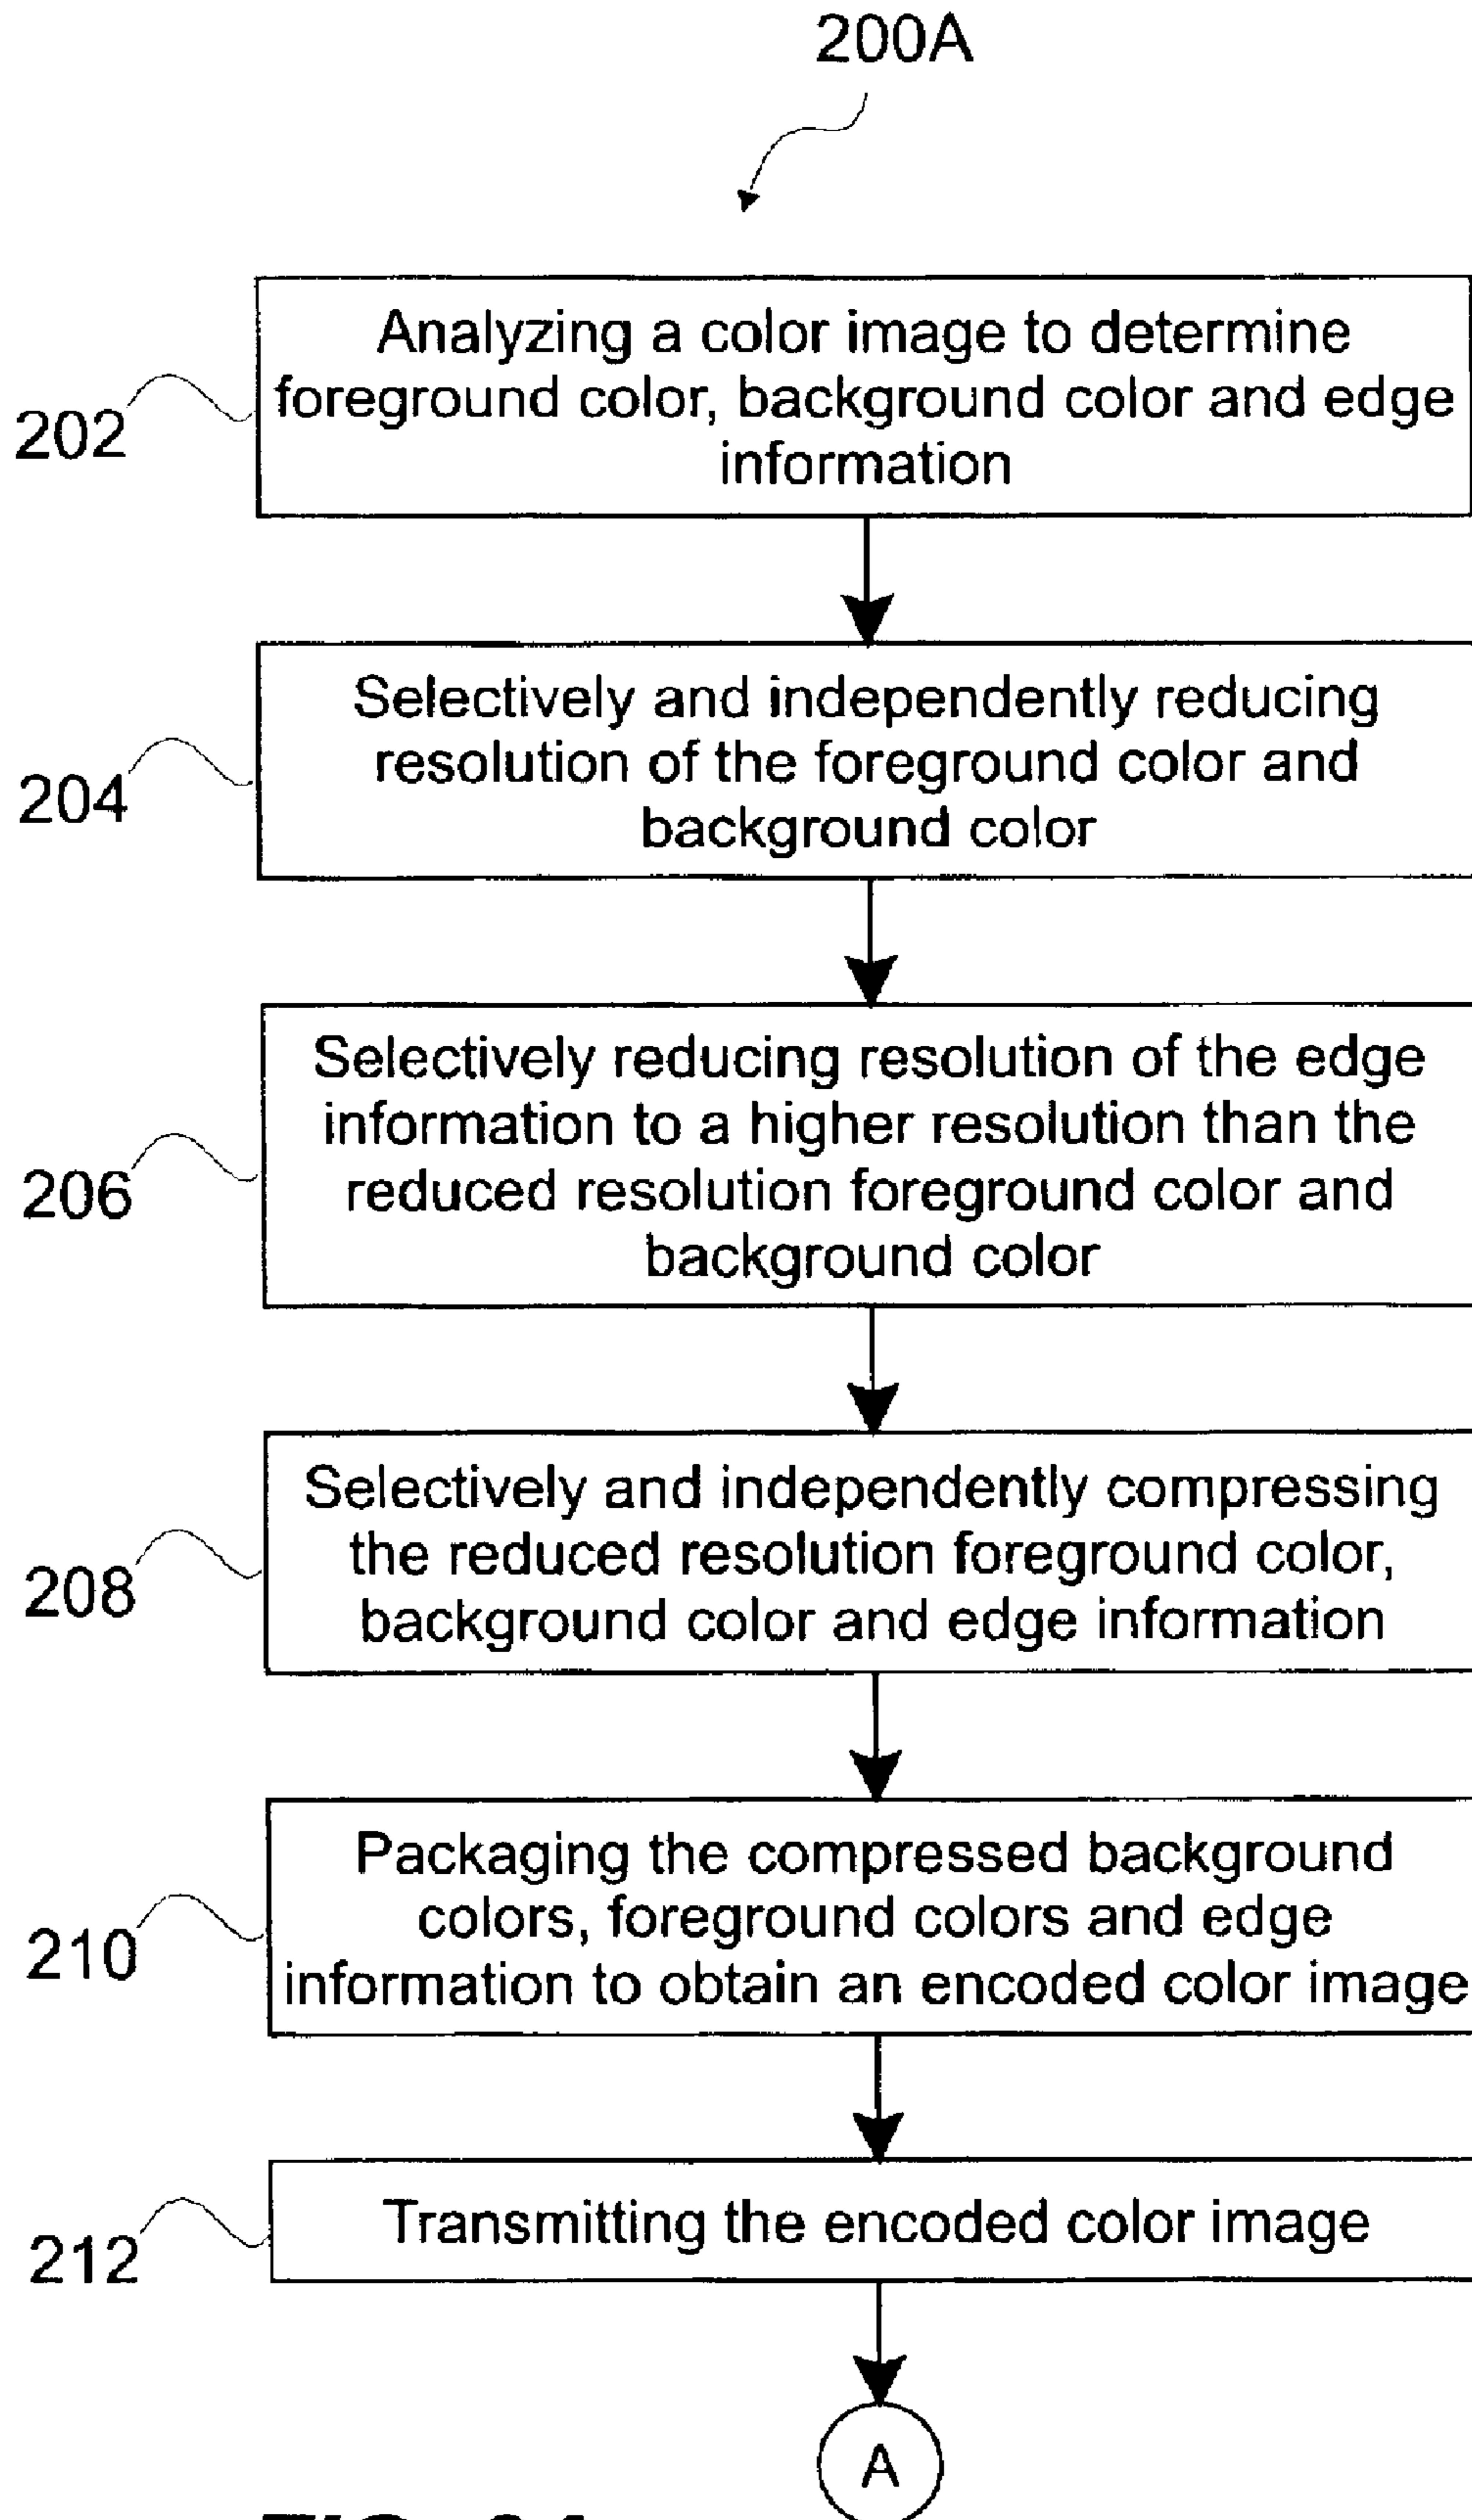 200A
Analyzing a color image to determine
foreground color, background color and edge
information
202
Selectively and independently reducing
resolution of the foreground color and
background color
204
Selectively reducing resolution of the edge
information to a higher resolution than the
reduced resolution foreground color and
background color
206
Selectively and independently compressing
the reduced resolution foreground color,
background color and edge information
208
Packaging the compressed background
colors, foreground colors and edge
information to obtain an encoded color image
210
Transmitting the encoded color image
212
A